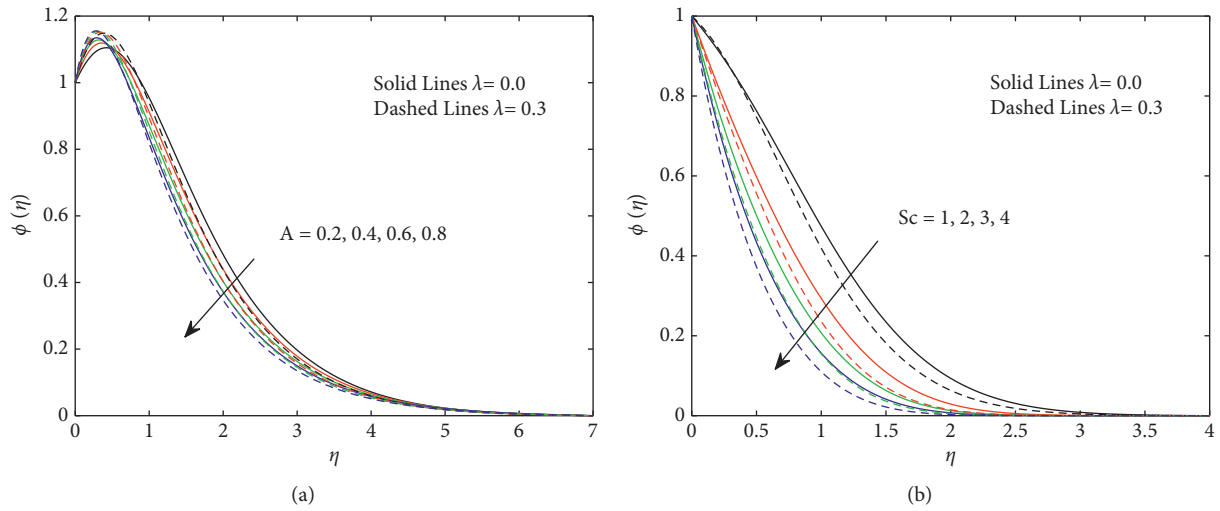 1.2
1
0.8
0.6
0.4
0.2
0
ϕ (η)
Solid Lines λ= 0.0
Dashed Lines λ= 0.3
A = 0.2, 0.4, 0.6, 0.8
0 1 2 3 4 5 6 7
η
(a)
1
0.8
0.6
0.4
0.2
0
ϕ (η)
Solid Lines λ= 0.0
Dashed Lines λ= 0.3
Sc = 1, 2, 3, 4
0 0.5 1 1.5 2 2.5 3 3.5 4
η
(b)